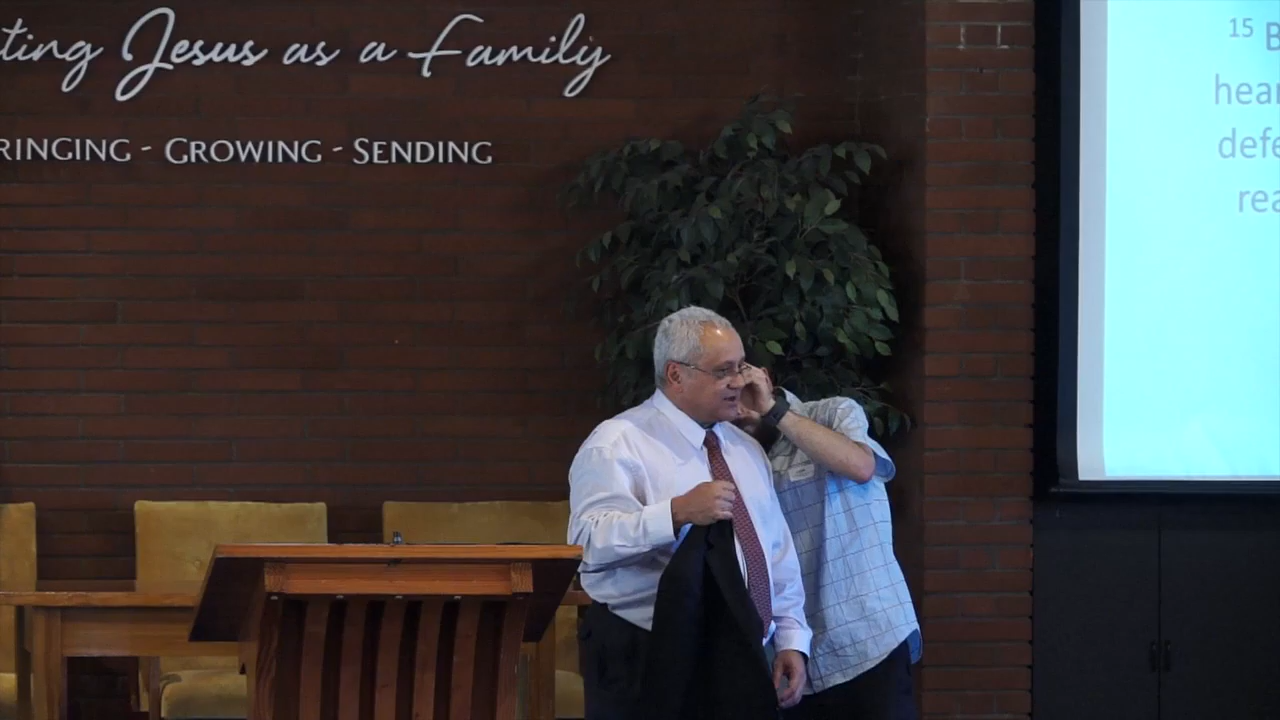 ting Jesus as a Family
RINGING - GROWING - SENDING
15 B
hear
defe
rea